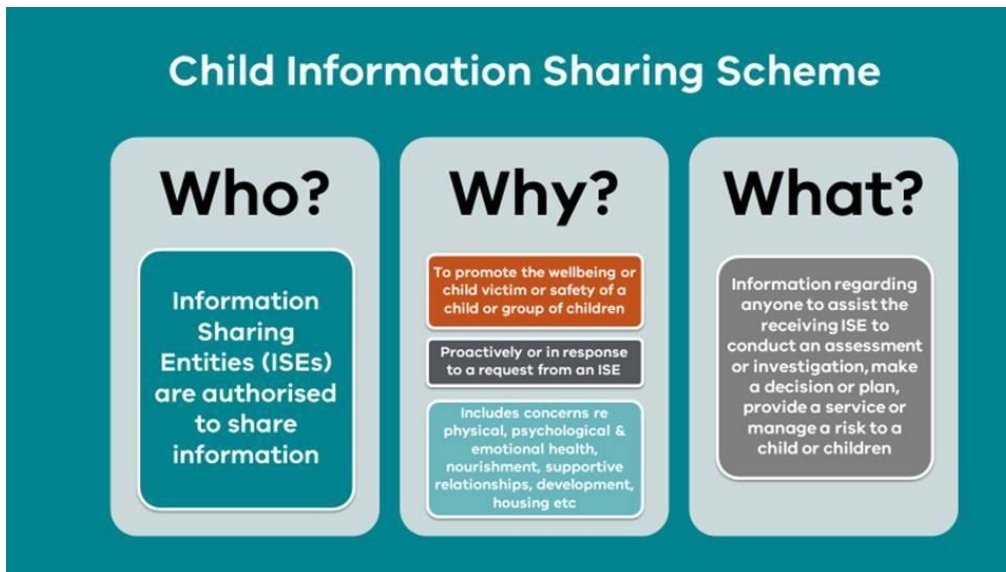 Child Information Sharing Scheme
Who?
Information
Sharing
Entities (ISEs)
are authorised
to share
information
Why?
To promote the wellbeing or
child victim or safety of a
child or group of children
Proactively or in response
to a request from an ISE
Includes concerns re
physical, psychological &
emotional health,
nourishment, supportive
relationships, development,
housing etc
What?
Information regarding
anyone to assist the
receiving ISE to
conduct an assessment
or investigation, make
a decision or plan,
provide a service or
manage a risk to a
child or children